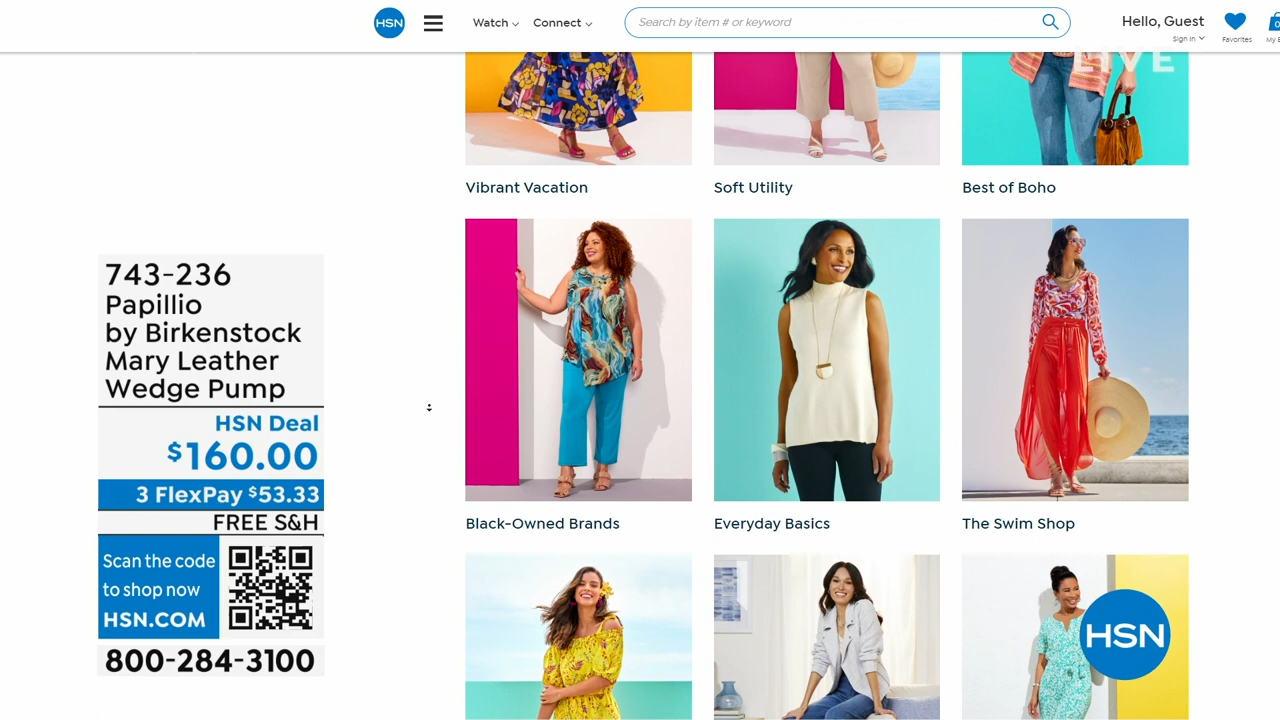 HSN
Watch
Connect
Search by item # or keyword
Hello, Guest
Sign In
Favorites
0
LIVE
Vibrant Vacation
Soft Utility
Best of Boho
743-236
Papillio
by Birkenstock
Mary Leather
Wedge Pump
HSN Deal
$160.00
3 FlexPay $53.33
FREE S&H
Scan the code
to shop now
HSN.COM
800-284-3100
Black-Owned Brands
Everyday Basics
The Swim Shop
HSN